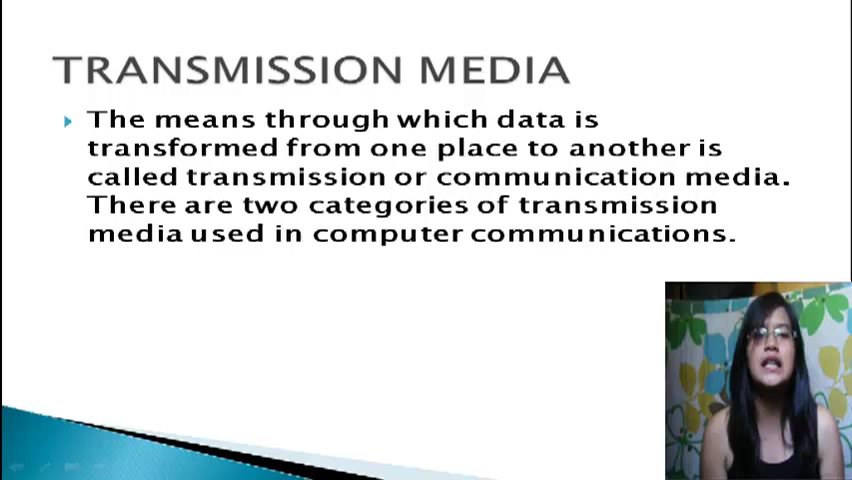 TRANSMISSION MEDIA
The means through which data is
transformed from one place to another is
called transmission or communication media.
There are two categories of transmission
media used in computer communications.